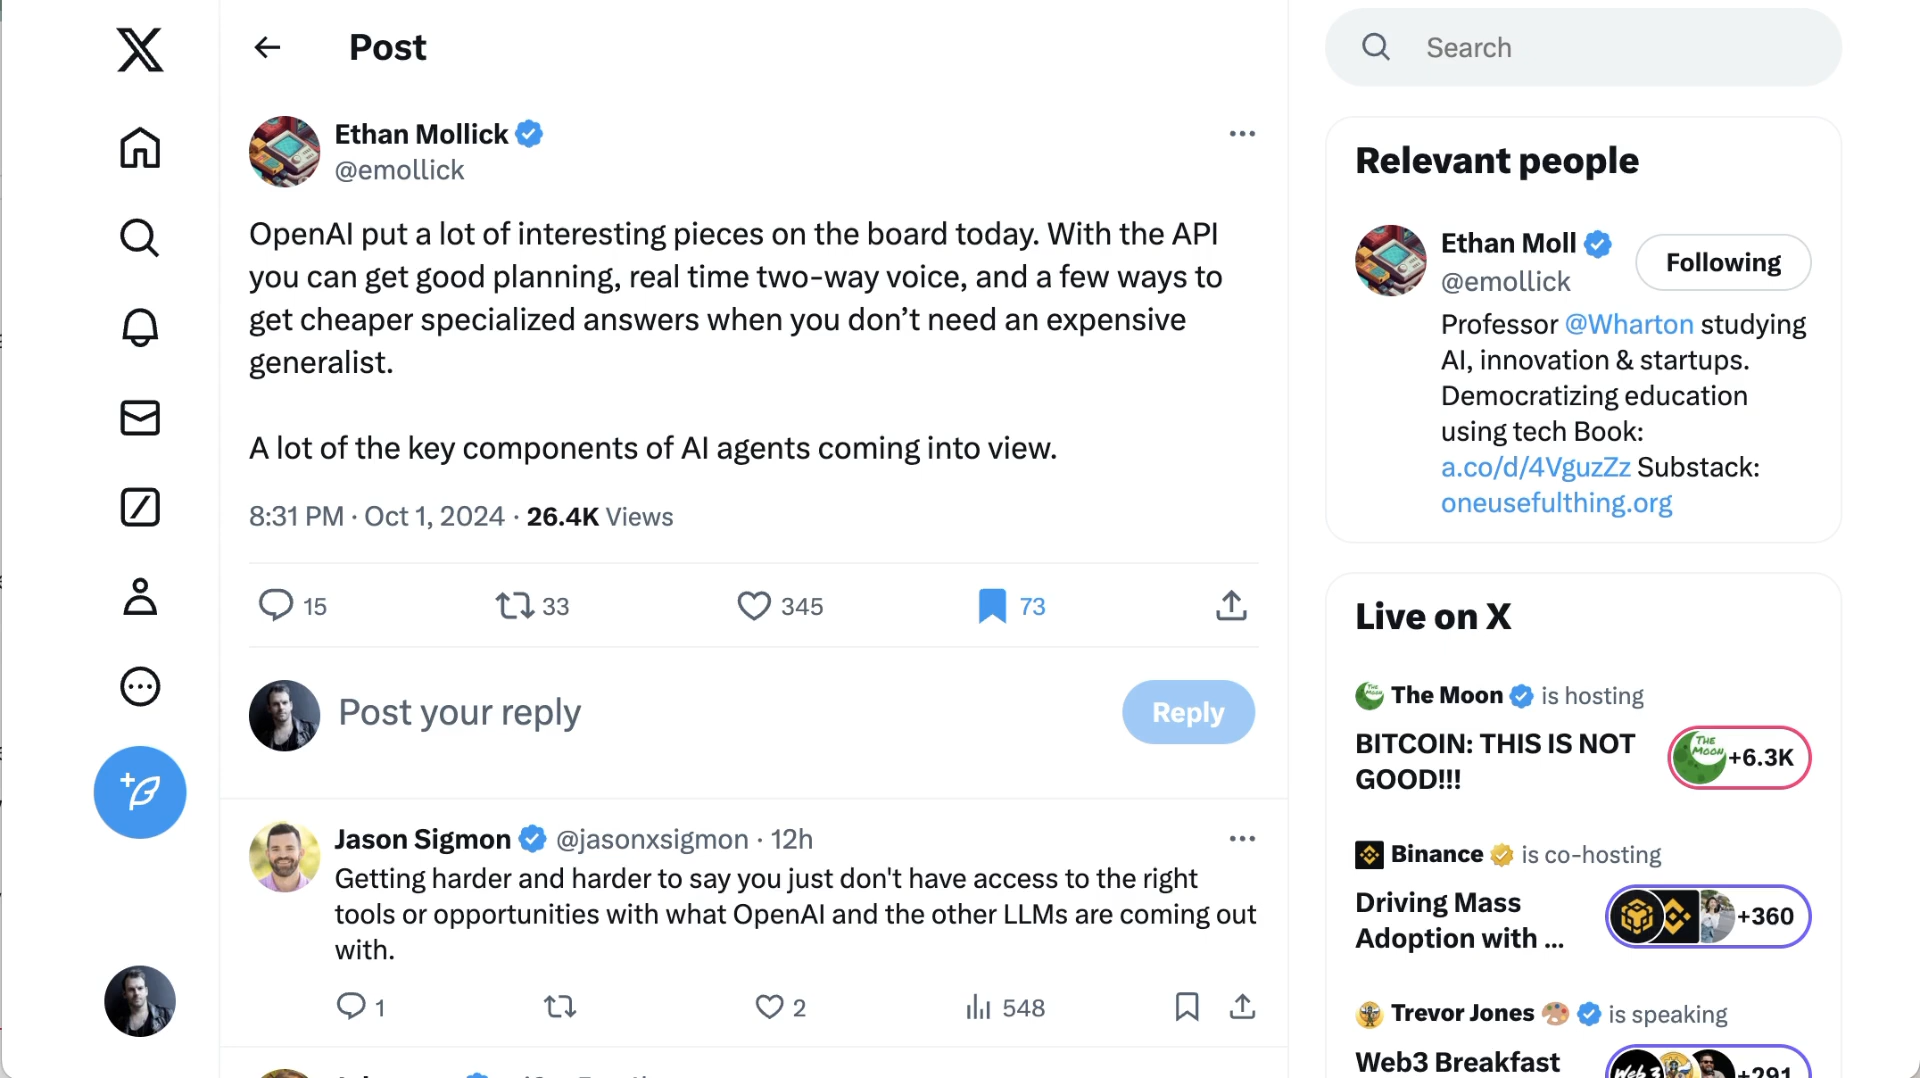 Post
Ethan Mollick
@emollick
OpenAI put a lot of interesting pieces on the board today. With the API
you can get good planning, real time two-way voice, and a few ways to
get cheaper specialized answers when you don’t need an expensive
generalist.
A lot of the key components of AI agents coming into view.
8:31 PM · Oct 1, 2024 · 26.4K Views
15 33 345 73
Post your reply
Reply
Jason Sigmon @jasonxsigmon · 12h
Getting harder and harder to say you just don't have access to the right
tools or opportunities with what OpenAI and the other LLMs are coming out
with.
1 2 548
Search
Relevant people
Ethan Moll
@emollick
Following
Professor @Wharton studying
AI, innovation & startups.
Democratizing education
using tech Book:
a.co/d/4VguzZz Substack:
oneusefulthing.org
Live on X
The Moon is hosting
BITCOIN: THIS IS NOT
GOOD!!!
THE
MOON
+6.3K
Binance is co-hosting
Driving Mass
Adoption with ...
+360
Trevor Jones is speaking
Web3 Breakfast
Web 3
+291